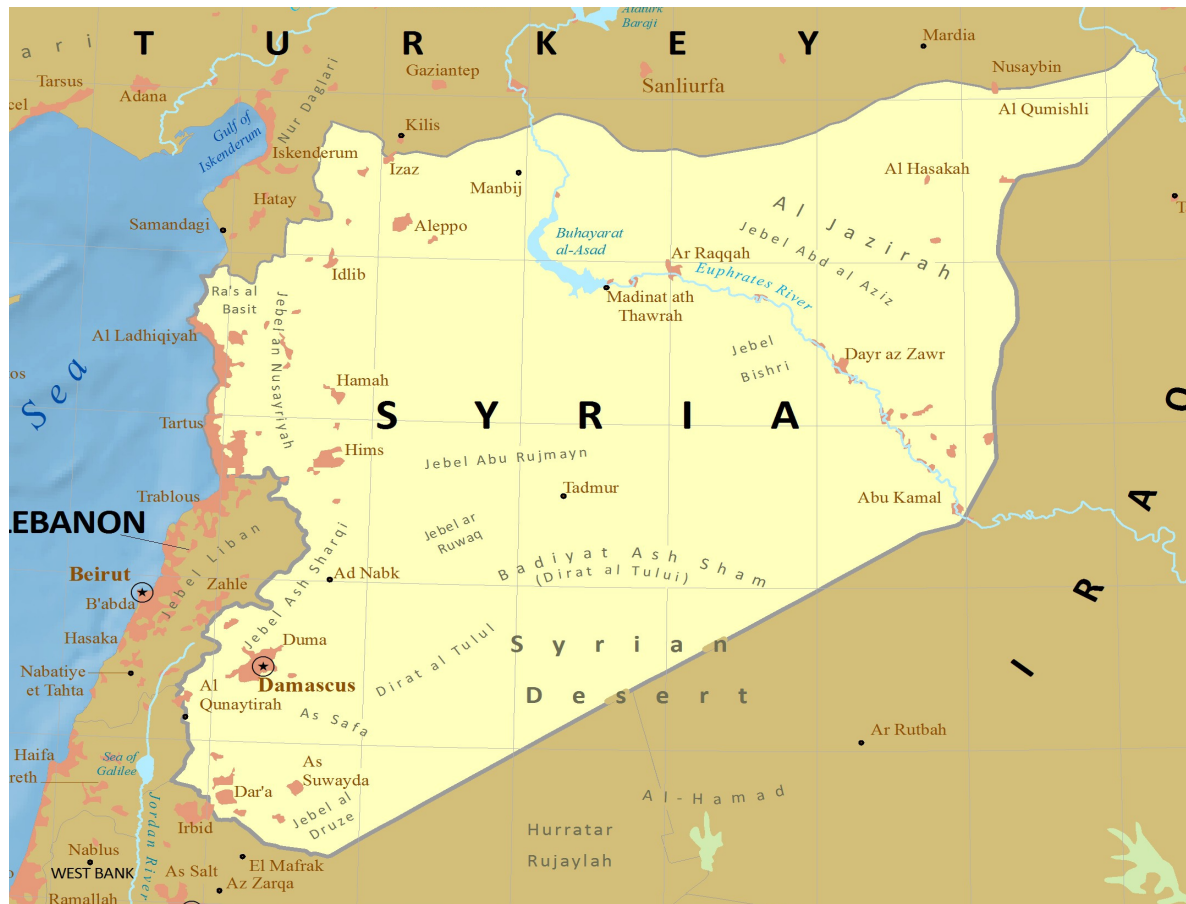 Ataturk
Baraji
T U R K E Y
a r i
Mardia
Tarsus
Adana
cel
Gaziantep
Sanliurfa
Nusaybin
Al Qumishli
Nur Daglari
Gulf of
Iskenderum
Kilis
Iskenderum
Izaz
Manbij
Al Hasakah
Hatay
Samandagi
Aleppo
Al Jazirah
Jebel Abd al Aziz
Buhayarat
al-Asad
Idlib
Ar Raqqah
Euphrates River
Ra's al
Basit
Madinat ath
Thawrah
Al Ladhiqiyah
Jebel an Nusayriyah
Jebel
Bishri
Dayr az Zawr
os
Sea
Hamah
S Y R I A
Tartus
Hims
Jebel Abu Rujmayn
Tadmur
Trablous
Abu Kamal
LEBANON
Jebel Liban
Jebel ar
Ruwaq
Badiyat Ash Sham
(Dirat al Tului)
Jebel Ash Sharqi
Ad Nabk
Beirut
Zahle
B'abda
I R A Q
Hasaka
Duma
Syrian
Desert
Dirat al Tulul
Nabatiye
et Tahta
Damascus
Al
Qunaytirah
As Safa
Ar Rutbah
Haifa
reth
Sea of
Galilee
As
Suwayda
Dar'a
Jebel al
Druze
Al-Hamad
Irbid
Jordan River
Hurratar
Rujaylah
Nablus
WEST BANK
El Mafrak
As Salt
Az Zarqa
Ramallah
T